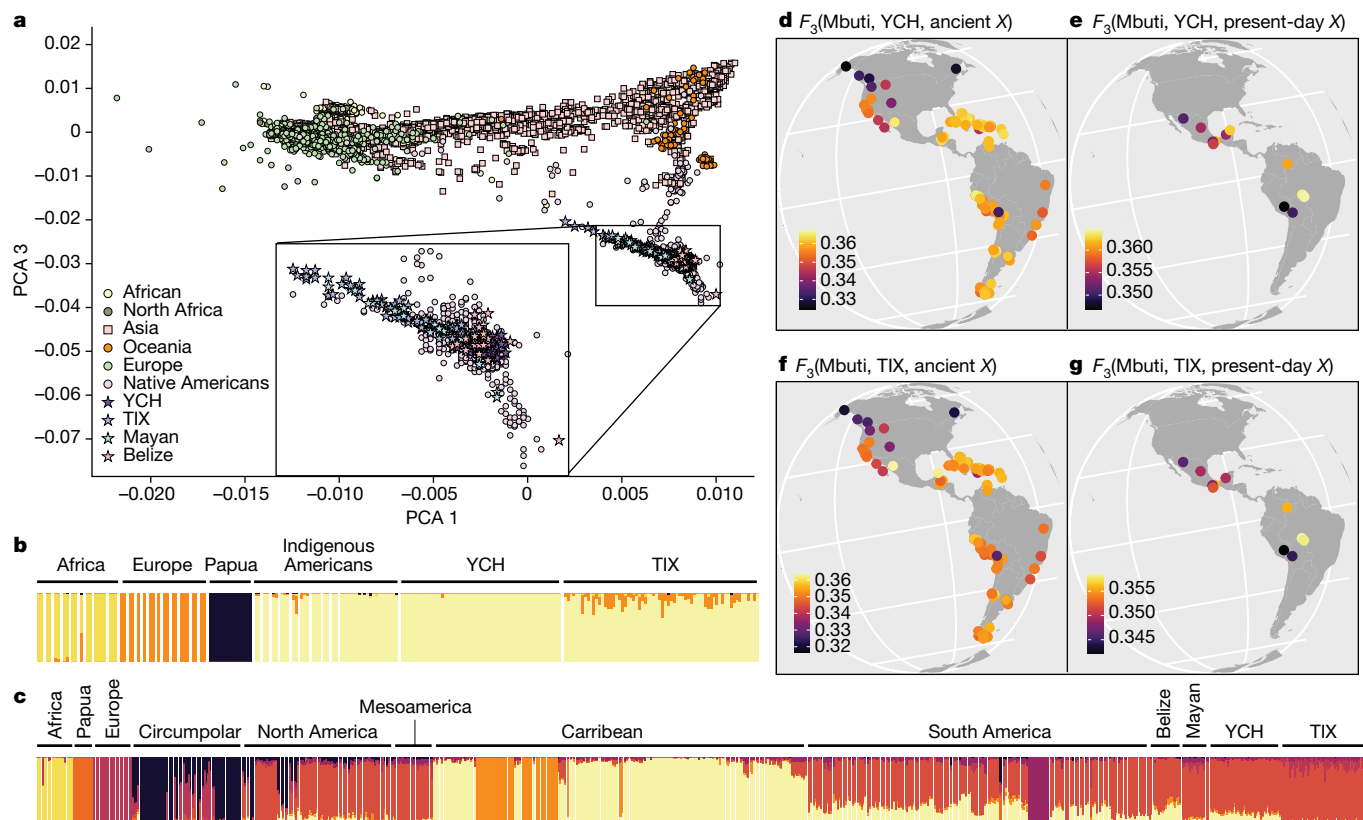 a
0.02
0.01
0
−0.01
−0.02
−0.03
−0.04
−0.05
−0.06
−0.07
PCA 3
African
North Africa
Asia
Oceania
Europe
Native Americans
YCH
TIX
Mayan
Belize
−0.020
−0.015
−0.010
−0.005
0
0.005
0.010
PCA 1
b
Africa
Europe
Papua
Indigenous
Americans
YCH
TIX
c
Africa
Papua
Europe
Circumpolar
North America
Mesoamerica
Carribean
South America
Belize
Mayan
YCH
TIX
d F3(Mbuti, YCH, ancient X)
0.36
0.35
0.34
0.33
e F3(Mbuti, YCH, present-day X)
0.360
0.355
0.350
f F3(Mbuti, TIX, ancient X)
0.36
0.35
0.34
0.33
0.32
g F3(Mbuti, TIX, present-day X)
0.355
0.350
0.345